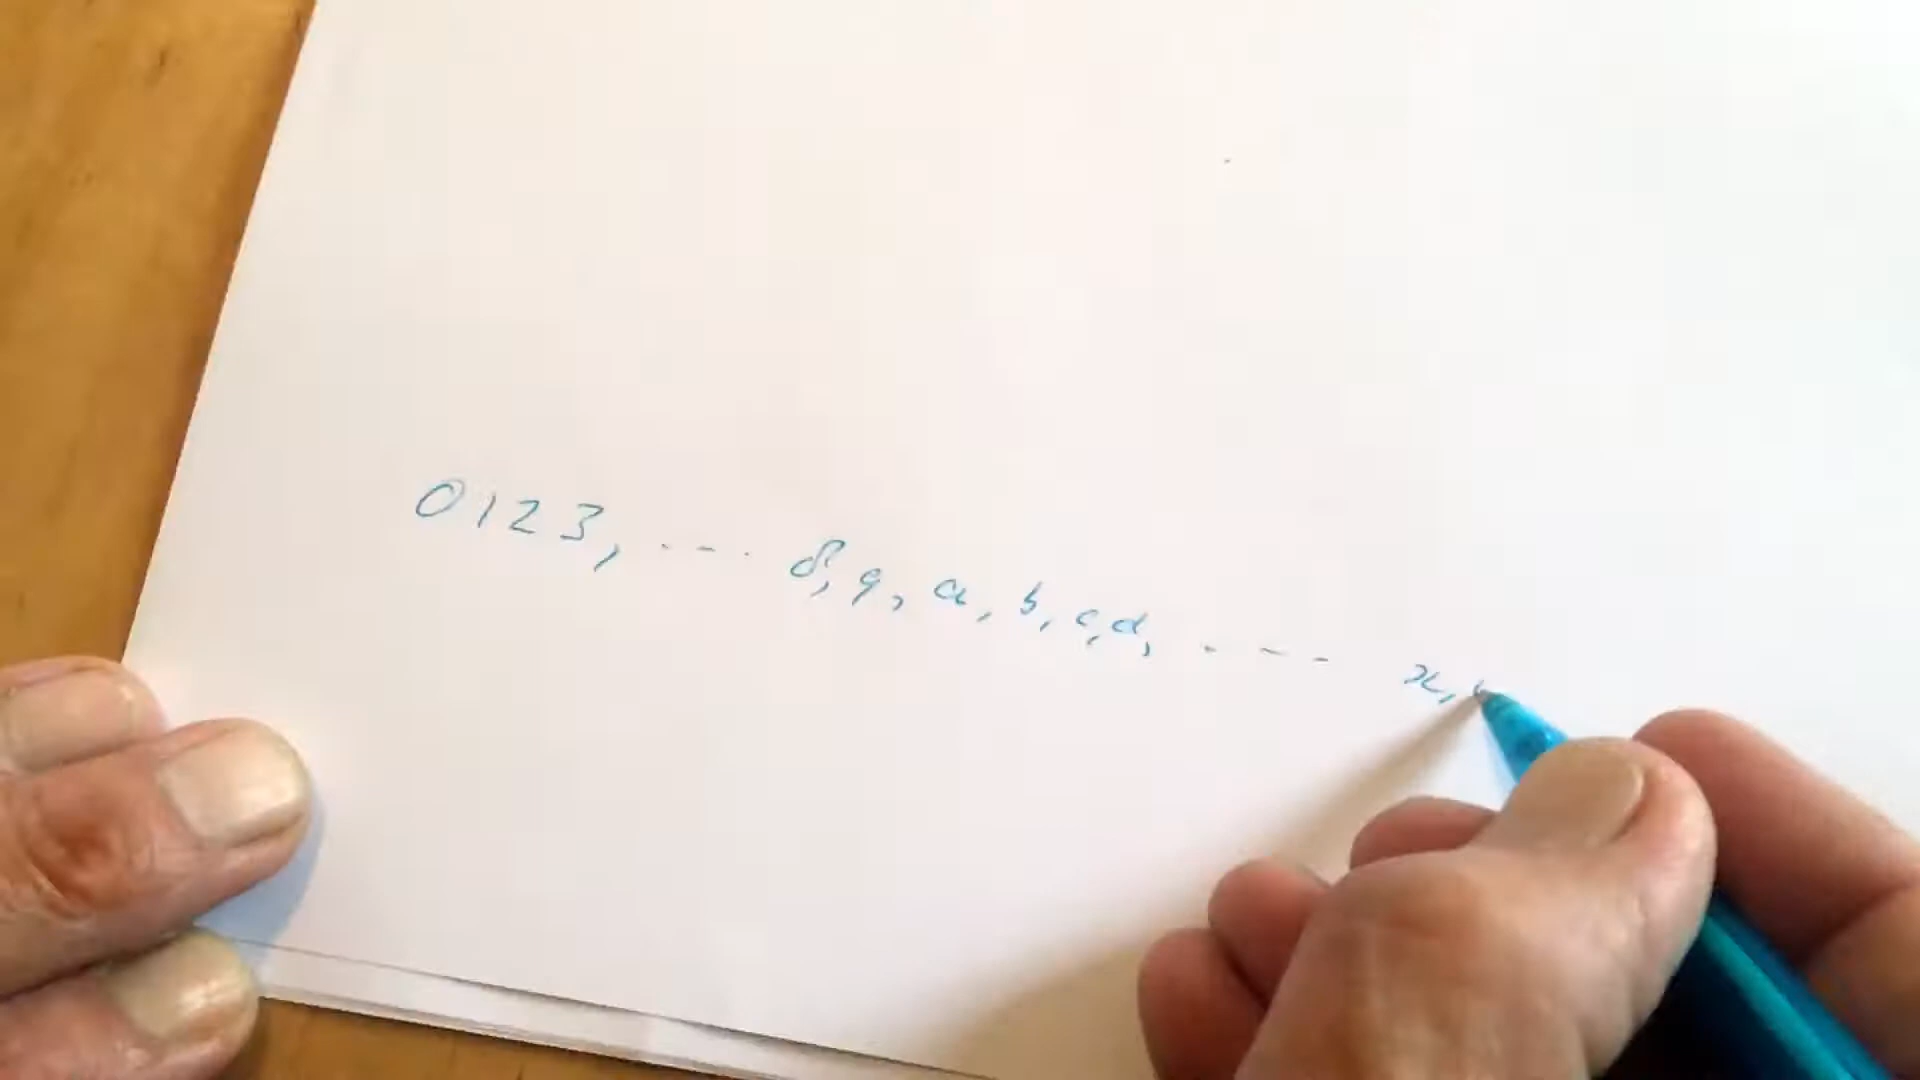 0123, .... 8, 9, a, b, c, d, .... x,